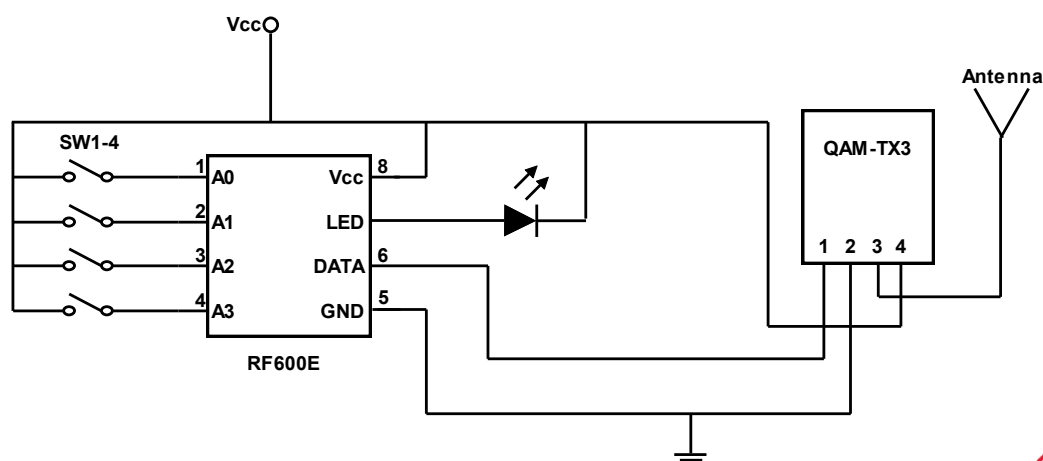 Vcc
Antenna
SW1-4
QAM-TX3
1 A0 Vcc 8
2 A1 LED
3 A2 DATA 6
4 A3 GND 5
1 2 3 4
RF600E